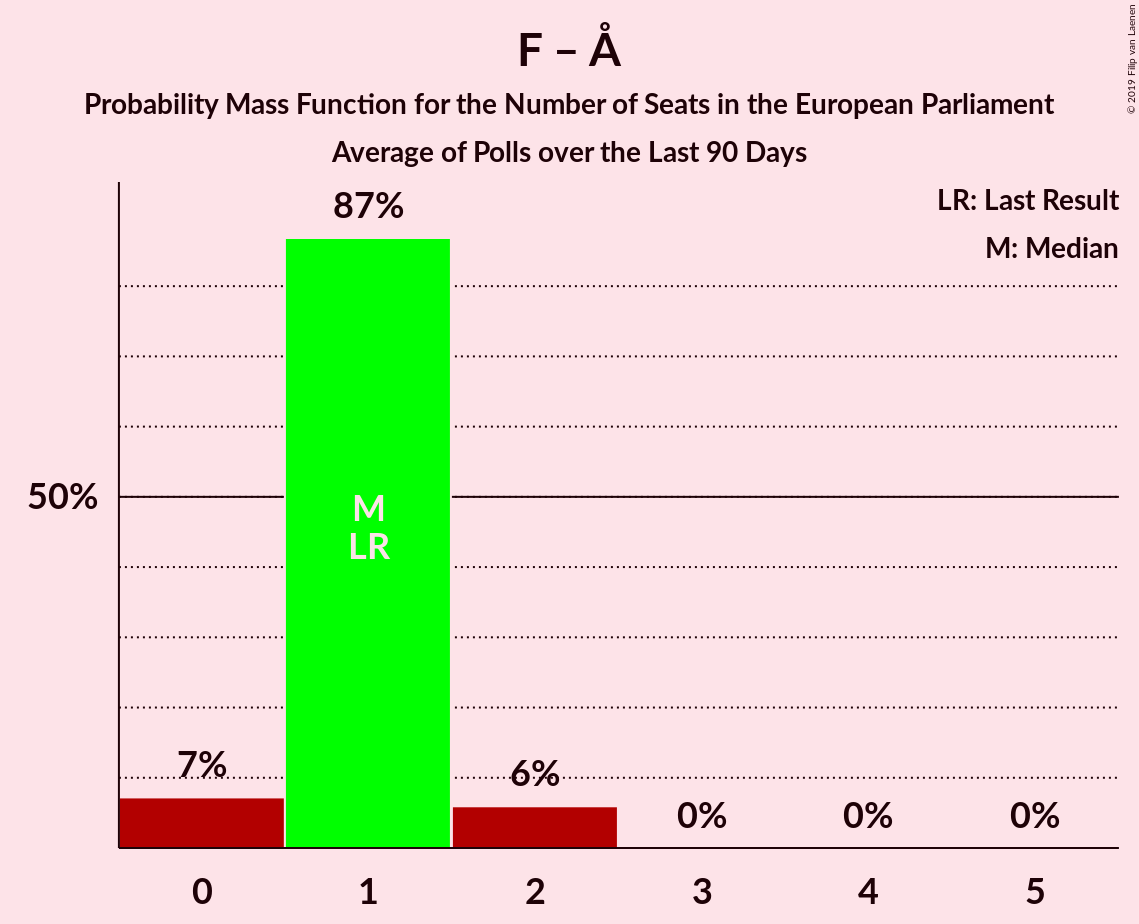 F – Å
Probability Mass Function for the Number of Seats in the European Parliament
Average of Polls over the Last 90 Days
© 2019 Filip van Laenen
LR: Last Result
M: Median
87%
50%
M
LR
7%
6%
0%
0%
0%
0
1
2
3
4
5